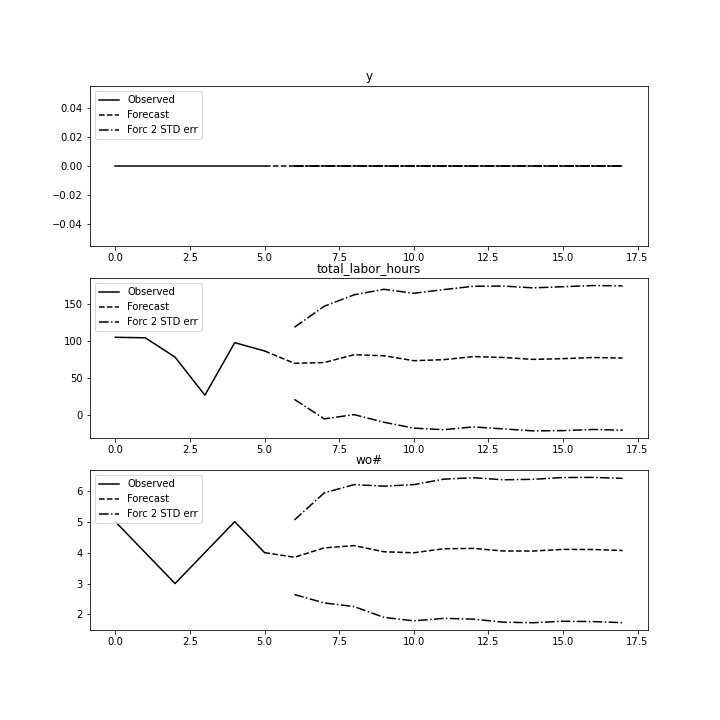 y
Observed
Forecast
Forc 2 STD err
0.04
0.02
0.00
−0.02
−0.04
0.0 2.5 5.0 7.5 10.0 12.5 15.0 17.5
total_labor_hours
Observed
Forecast
Forc 2 STD err
150
100
50
0
0.0 2.5 5.0 7.5 10.0 12.5 15.0 17.5
wo#
Observed
Forecast
Forc 2 STD err
6
5
4
3
2
0.0 2.5 5.0 7.5 10.0 12.5 15.0 17.5